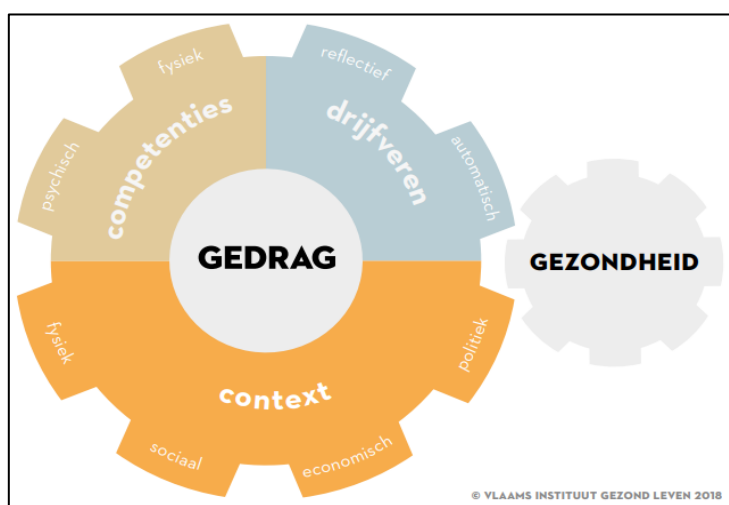 fysiek
reflectief
psychisch
competenties
drijfveren
automatisch
GEDRAG
GEZONDHEID
fysiek
context
politiek
sociaal
economisch
© VLAAMS INSTITUUT GEZOND LEVEN 2018